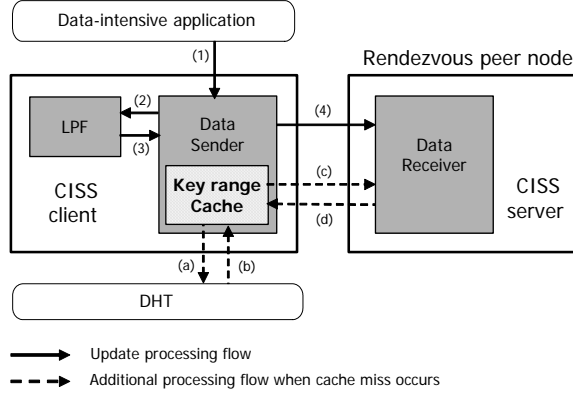 Data-intensive application
(1)
Rendezvous peer node
LPF
(2)
(3)
Data
Sender
(4)
Data
Receiver
CISS
client
Key range
Cache
(c)
(d)
CISS
server
(a)
(b)
DHT
Update processing flow
Additional processing flow when cache miss occurs